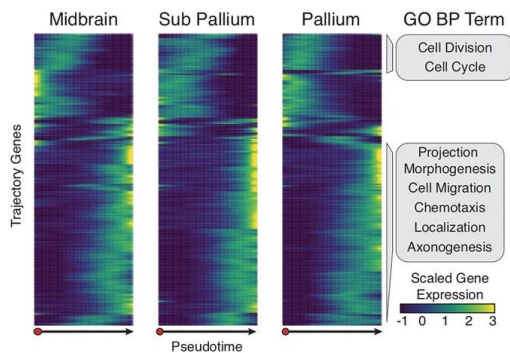 Midbrain
Sub Pallium
Pallium
GO BP Term
Cell Division
Cell Cycle
Trajectory Genes
Projection
Morphogenesis
Cell Migration
Chemotaxis
Localization
Axonogenesis
Scaled Gene
Expression
-1 0 1 2 3
Pseudotime